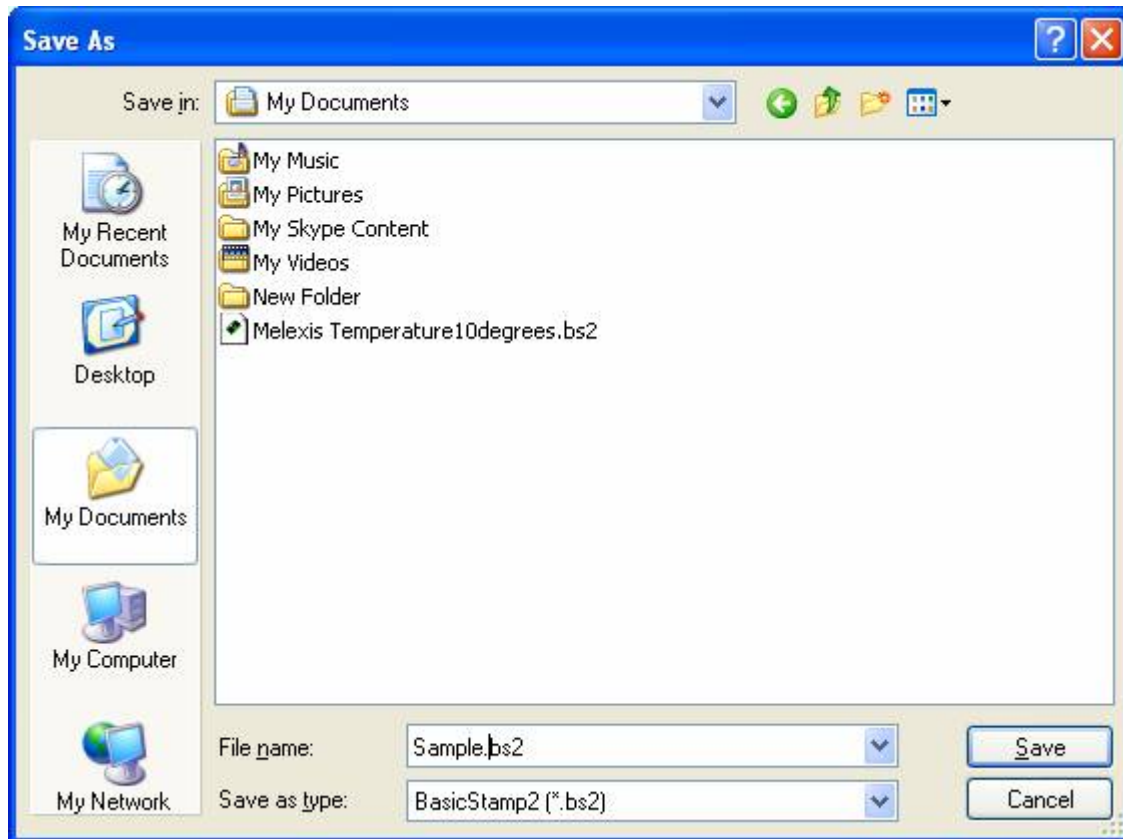 Save As
Save in:
My Documents
My Recent
Documents
Desktop
My Documents
My Computer
My Network
My Music
My Pictures
My Skype Content
My Videos
New Folder
Melexis Temperature10degrees.bs2
File name:
Sample.bs2
Save
Save as type:
BasicStamp2 (*.bs2)
Cancel